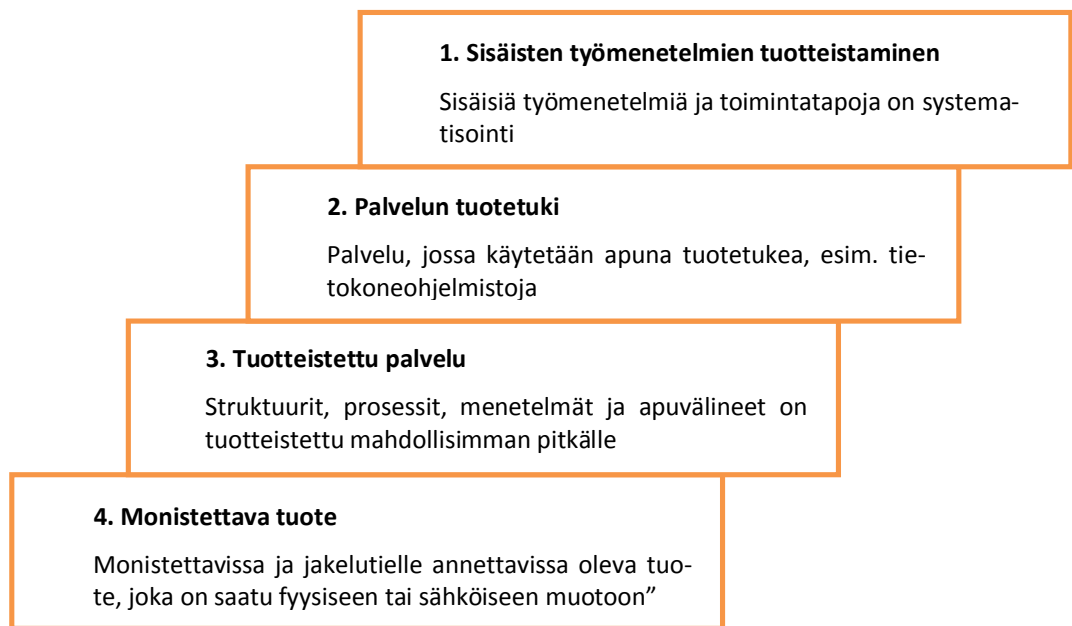 1. Sisäisten työmenetelmien tuotteistaminen
Sisäisiä työmenetelmiä ja toimintatapoja on systema-
tisointi
2. Palvelun tuotetuki
Palvelu, jossa käytetään apuna tuotetukea, esim. tie-
tokoneohjelmistoja
3. Tuotteistettu palvelu
Struktuurit, prosessit, menetelmät ja apuvälineet on
tuotteistettu mahdollisimman pitkälle
4. Monistettava tuote
Monistettavissa ja jakelutielle annettavissa oleva tuo-
te, joka on saatu fyysiseen tai sähköiseen muotoon”